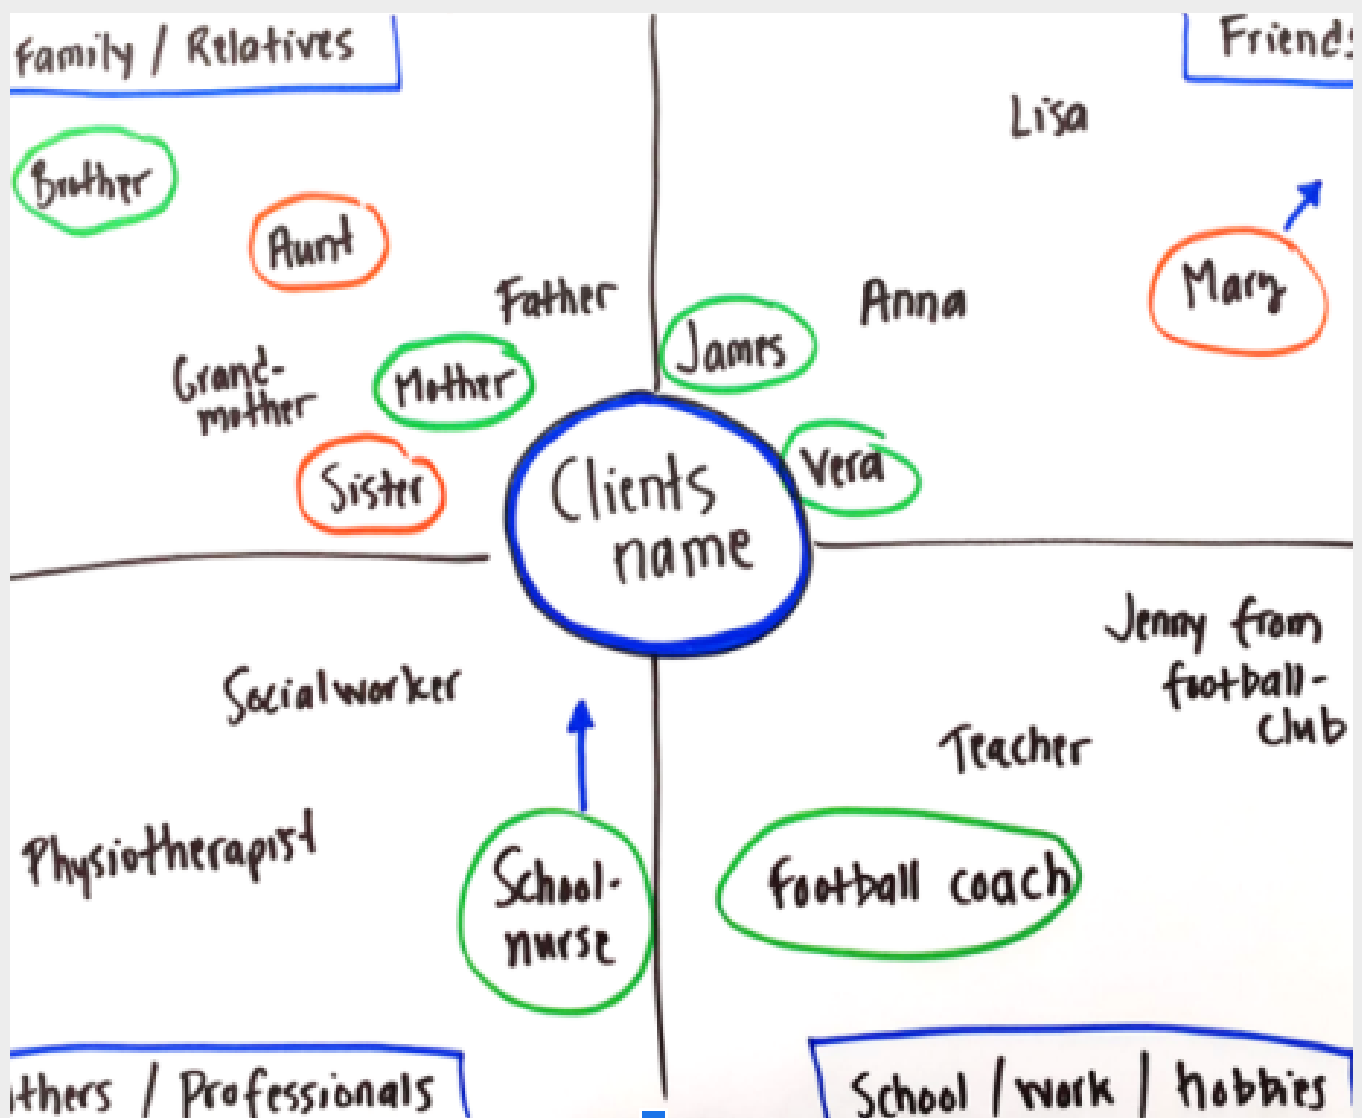 Family / Relatives
Friends
Lisa
Brother
Aunt
Mary
Father
Anna
James
Grand-
mother
Mother
Vera
Sister
Clients
name
Jenny from
football-
club
Socialworker
Teacher
Physiotherapist
School-
nurse
football coach
thers / Professionals
School / work / hobbies